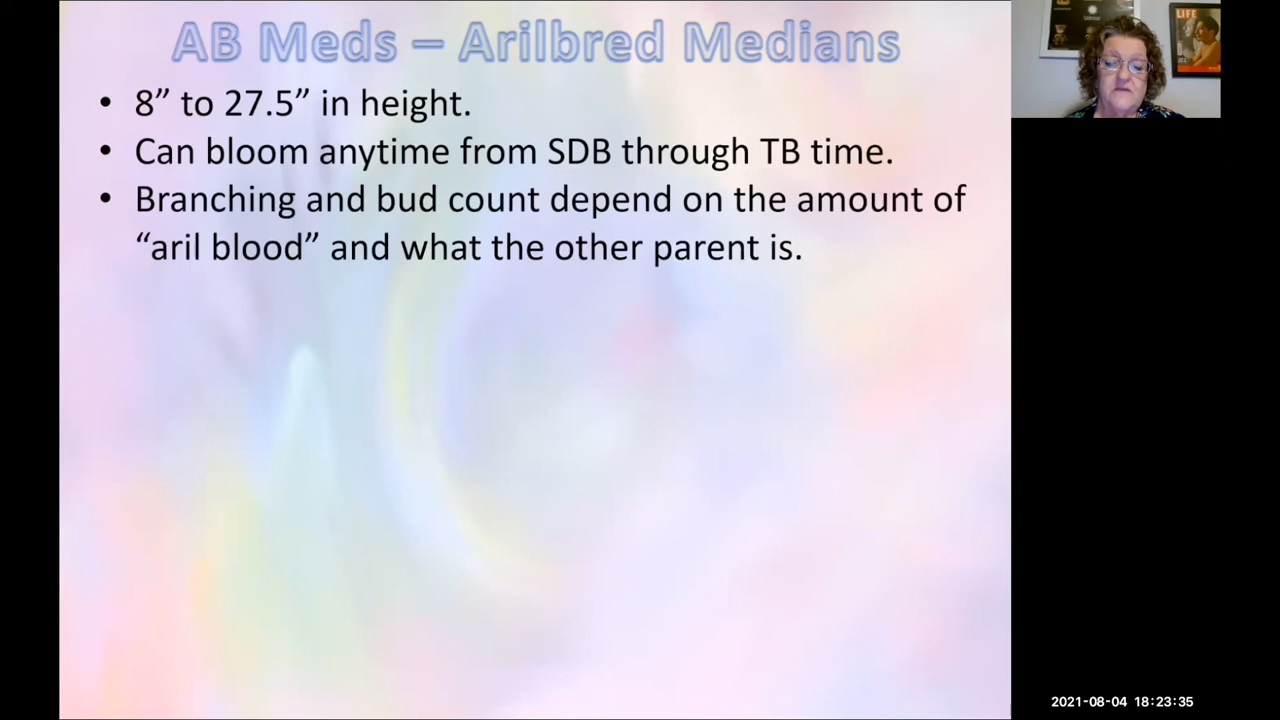 AB Meds – Arilbred Medians
• 8” to 27.5” in height.
• Can bloom anytime from SDB through TB time.
• Branching and bud count depend on the amount of
“aril blood” and what the other parent is.
LIFE
2021-08-04 18:23:35